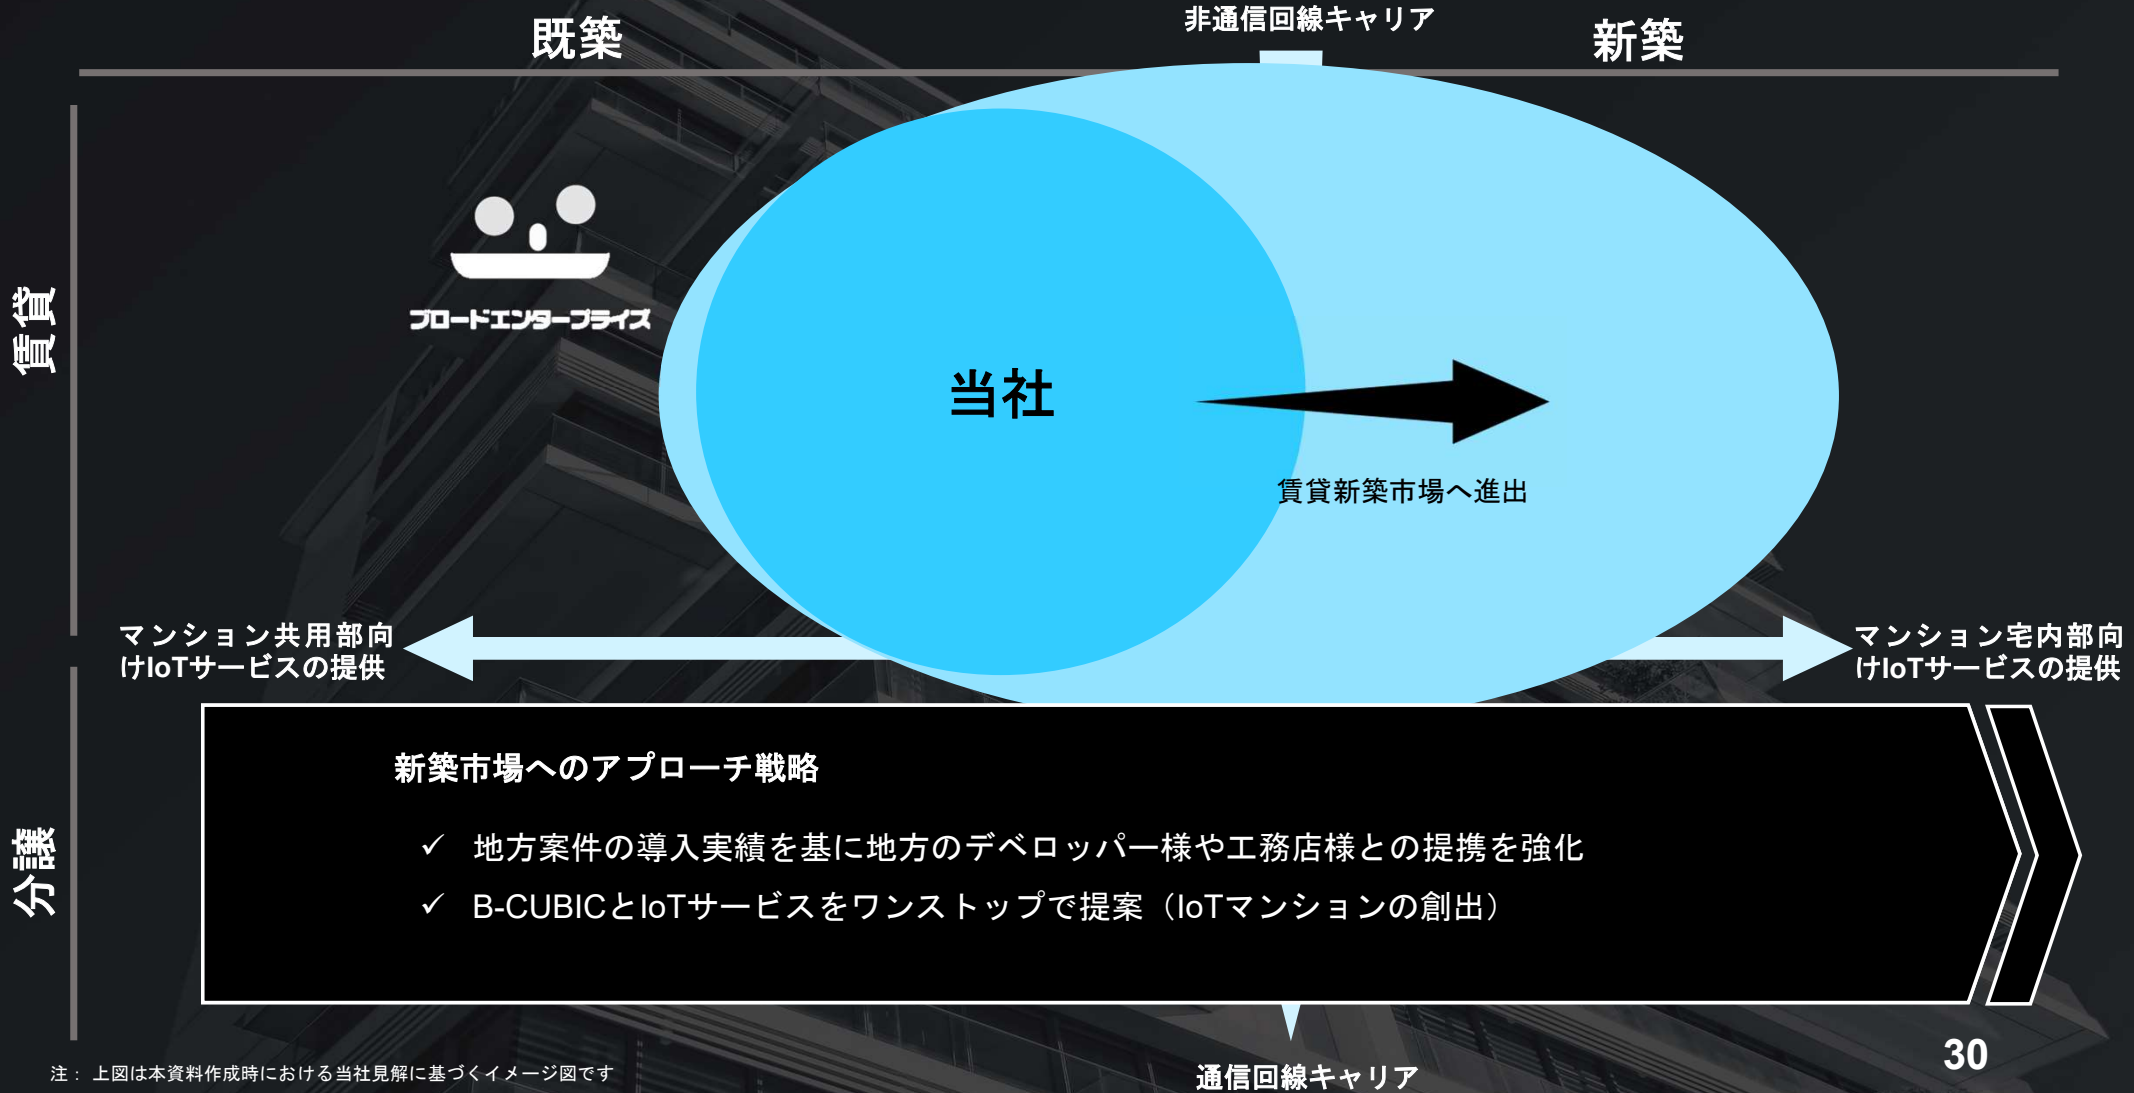 既築
非通信回線キャリア
新築
賃貸
ブロードエンタープライズ
当社
賃貸新築市場へ進出
マンション共用部向
けIoTサービスの提供
マンション宅内部向
けIoTサービスの提供
分譲
新築市場へのアプローチ戦略
✓ 地方案件の導入実績を基に地方のデベロッパー様や工務店様との提携を強化
✓ B-CUBICとIoTサービスをワンストップで提案（IoTマンションの創出）
通信回線キャリア
注： 上図は本資料作成時における当社見解に基づくイメージ図です
30